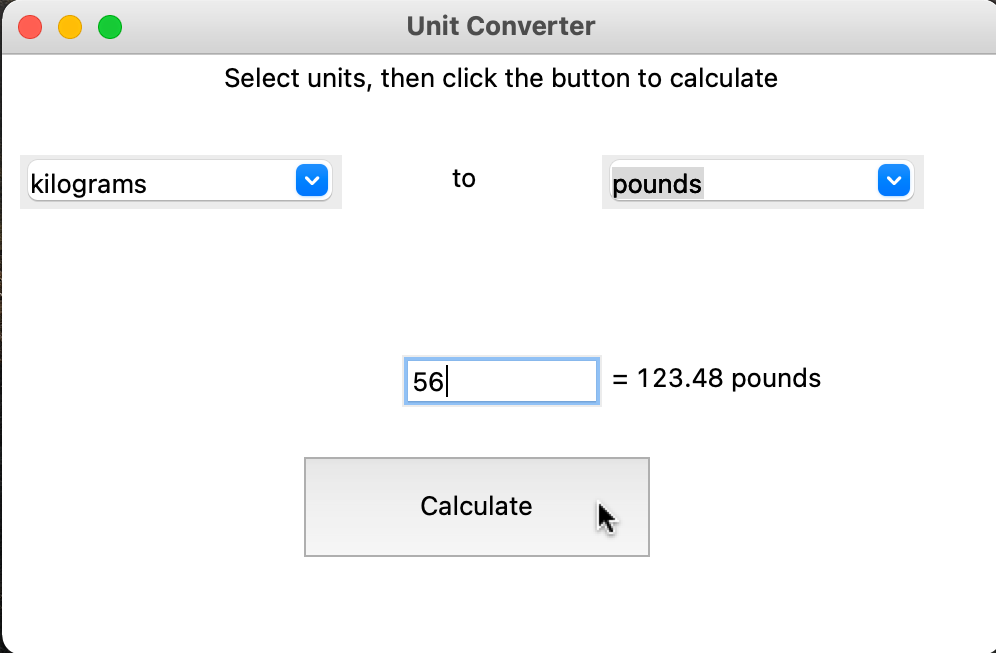 Unit Converter
Select units, then click the button to calculate
kilograms to pounds
56 = 123.48 pounds
Calculate